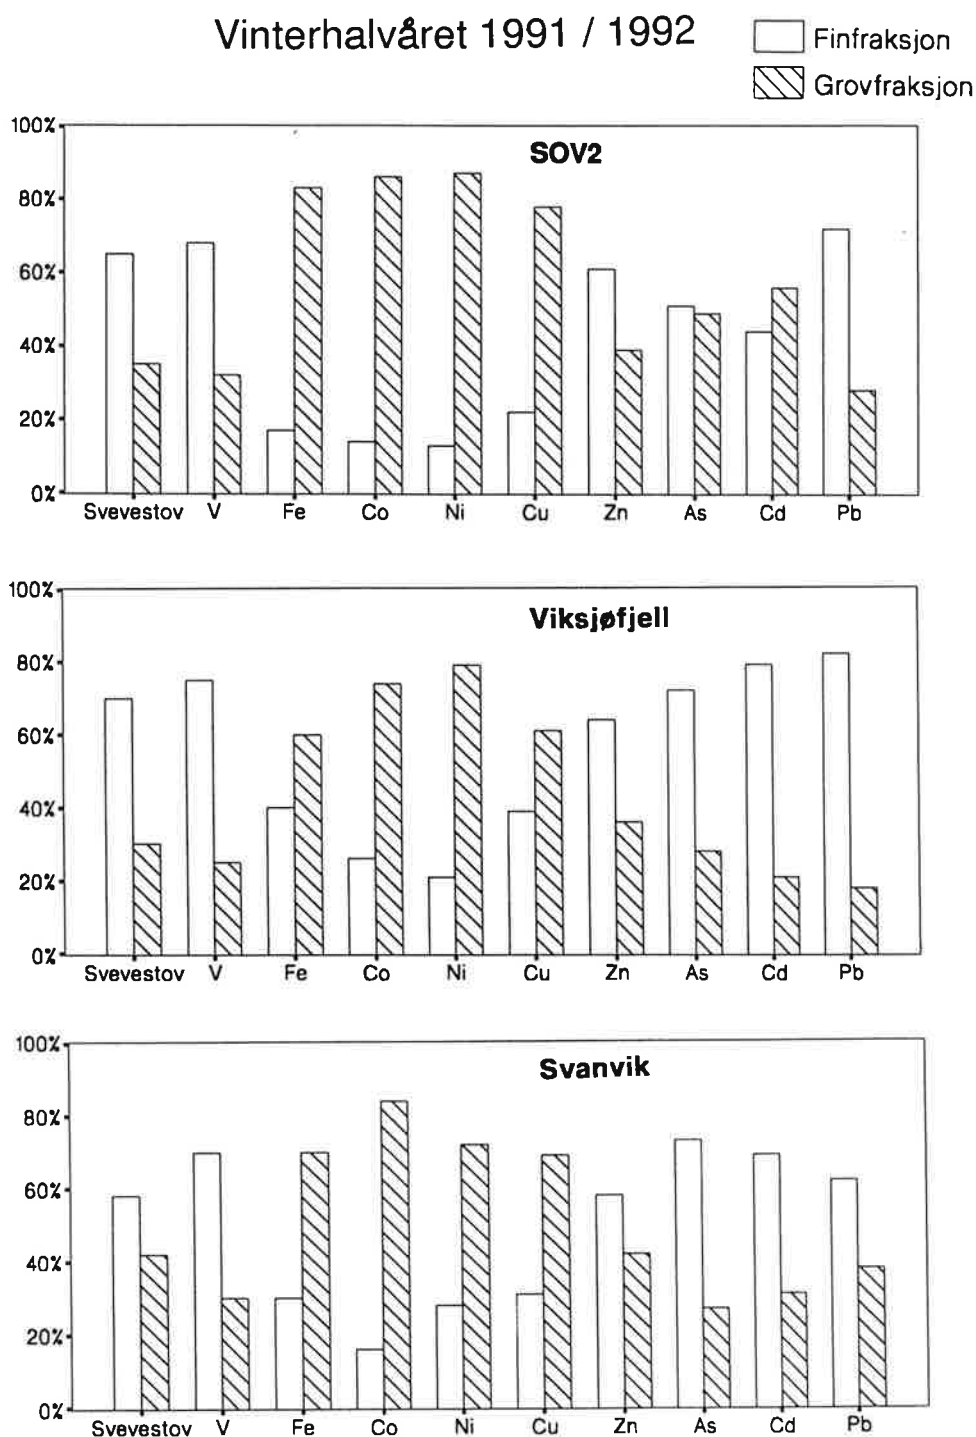 Vinterhalvåret 1991 / 1992
Finfraksjon
Grovfraksjon
SOV2
100%
80%
60%
40%
20%
0%
Svevestov V Fe Co Ni Cu Zn As Cd Pb
Viksjøfjell
100%
80%
60%
40%
20%
0%
Svevestov V Fe Co Ni Cu Zn As Cd Pb
Svanvik
100%
80%
60%
40%
20%
0%
Svevestov V Fe Co Ni Cu Zn As Cd Pb